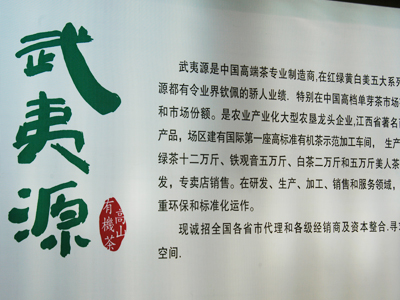 武夷源
高山
有機茶
武夷源是中国高端茶专业制造商,在红绿黄白美五大系列
源都有令业界钦佩的骄人业绩. 特别在中国高档单芽茶市场
和市场份额。是农业产业化大型农垦龙头企业,江西省著名商
产品，场区建有国际第一座高标准有机茶示范加工车间， 生产
绿茶十二万斤、铁观音五万斤、白茶二万斤和五万斤美人茶
发，专卖店销售。在研发、生产、加工、销售和服务领域，
重环保和标准化运作。
现诚招全国各省市代理和各级经销商及资本整合.寻求
空间.